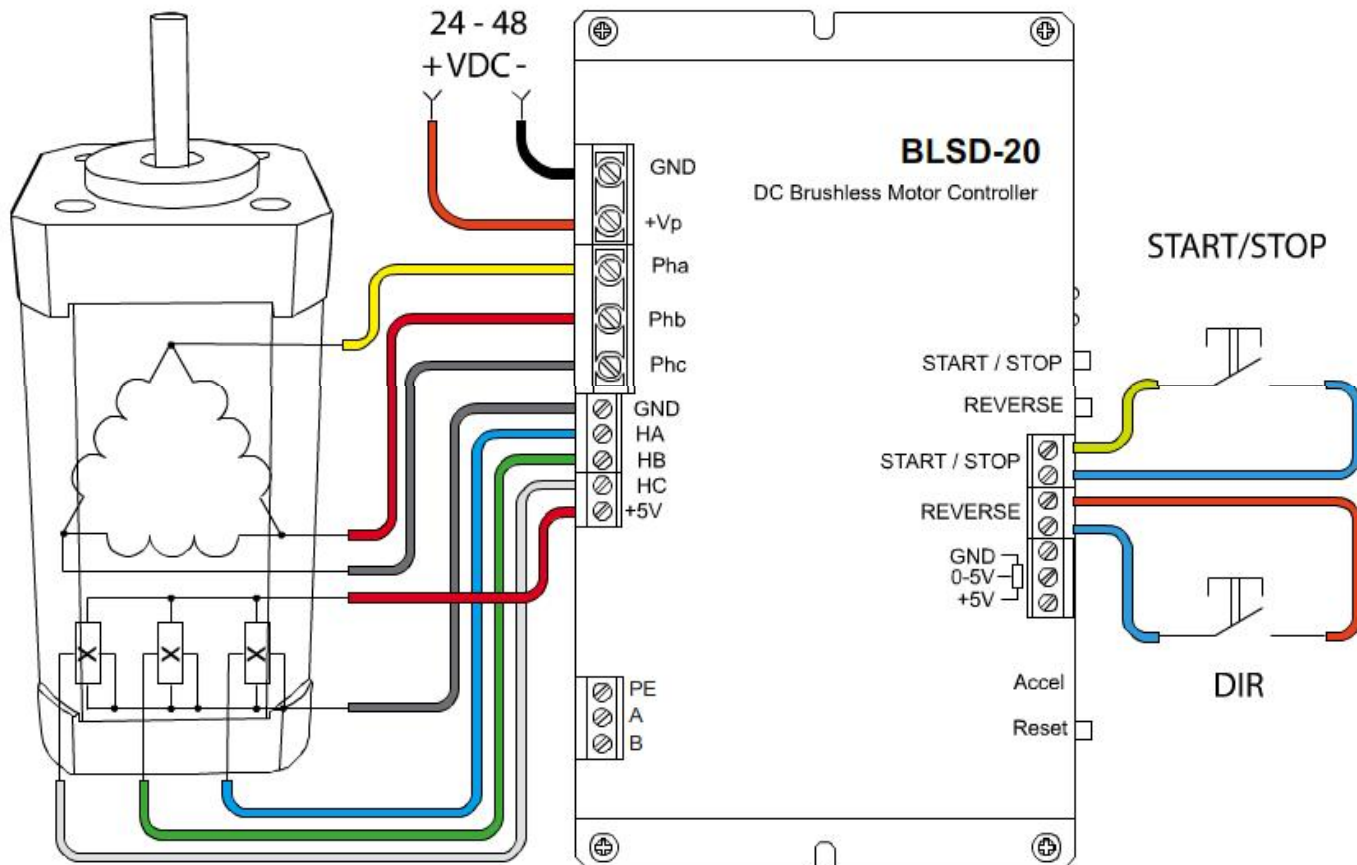 24 - 48
+ VDC -
BLSD-20
DC Brushless Motor Controller
GND
+Vp
Pha
Phb
Phc
GND
HA
HB
HC
+5V
PE
A
B
START / STOP
REVERSE
START / STOP
REVERSE
GND
0-5V
+5V
Accel
Reset
START/STOP
DIR